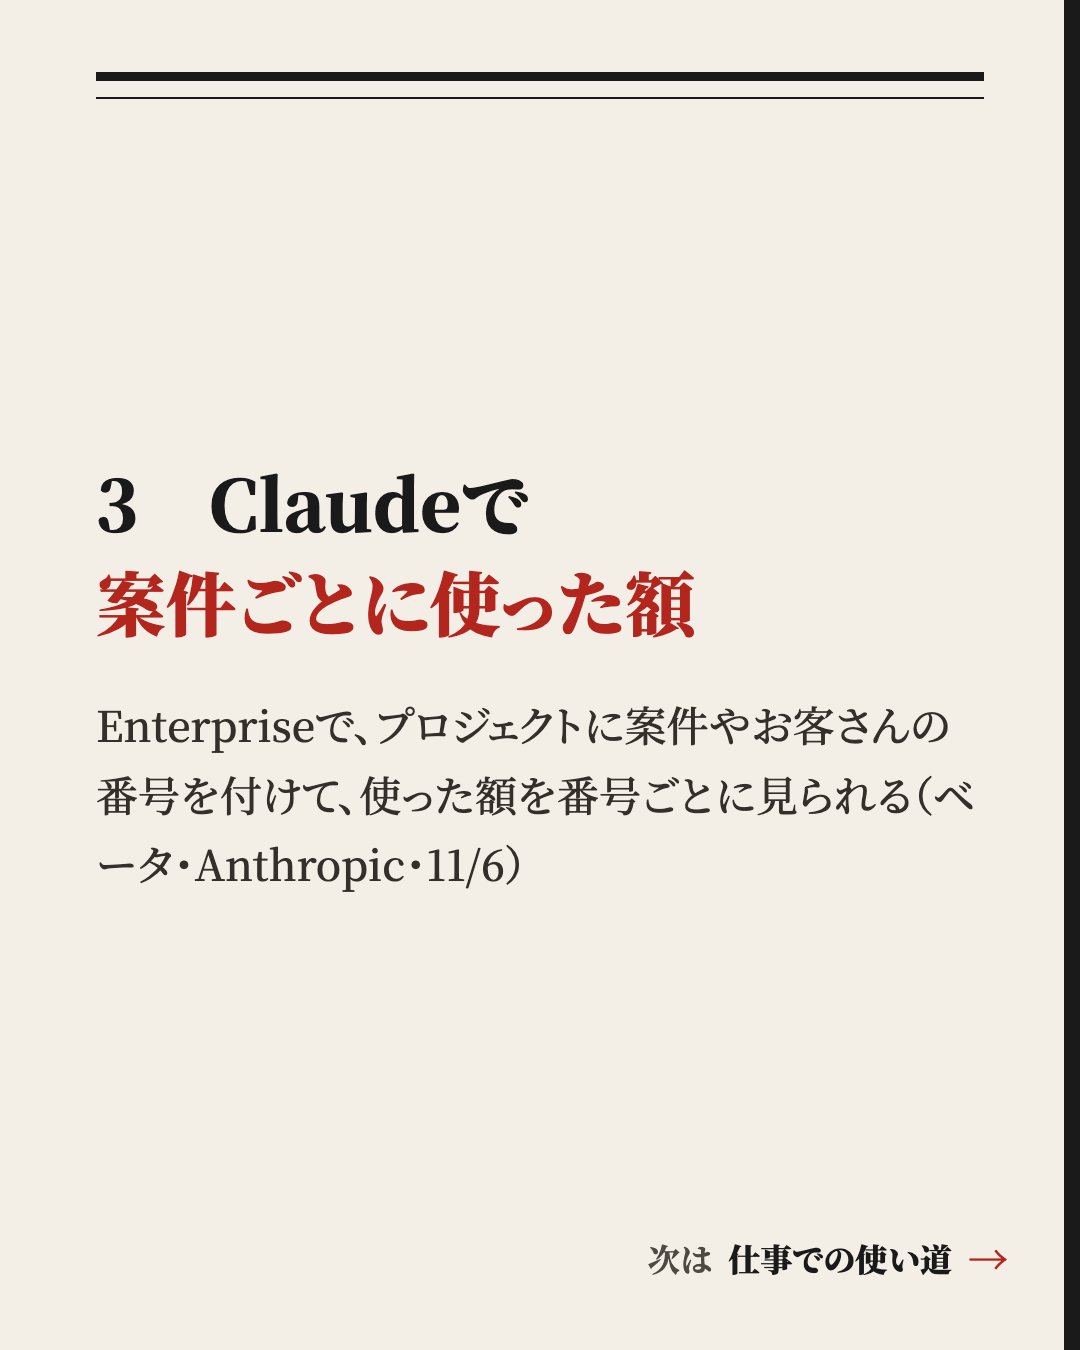 3　Claudeで
案件ごとに使った額
Enterpriseで、プロジェクトに案件やお客さんの
番号を付けて、使った額を番号ごとに見られる（ベ
ータ・Anthropic・11/6）
次は 仕事での使い道 →